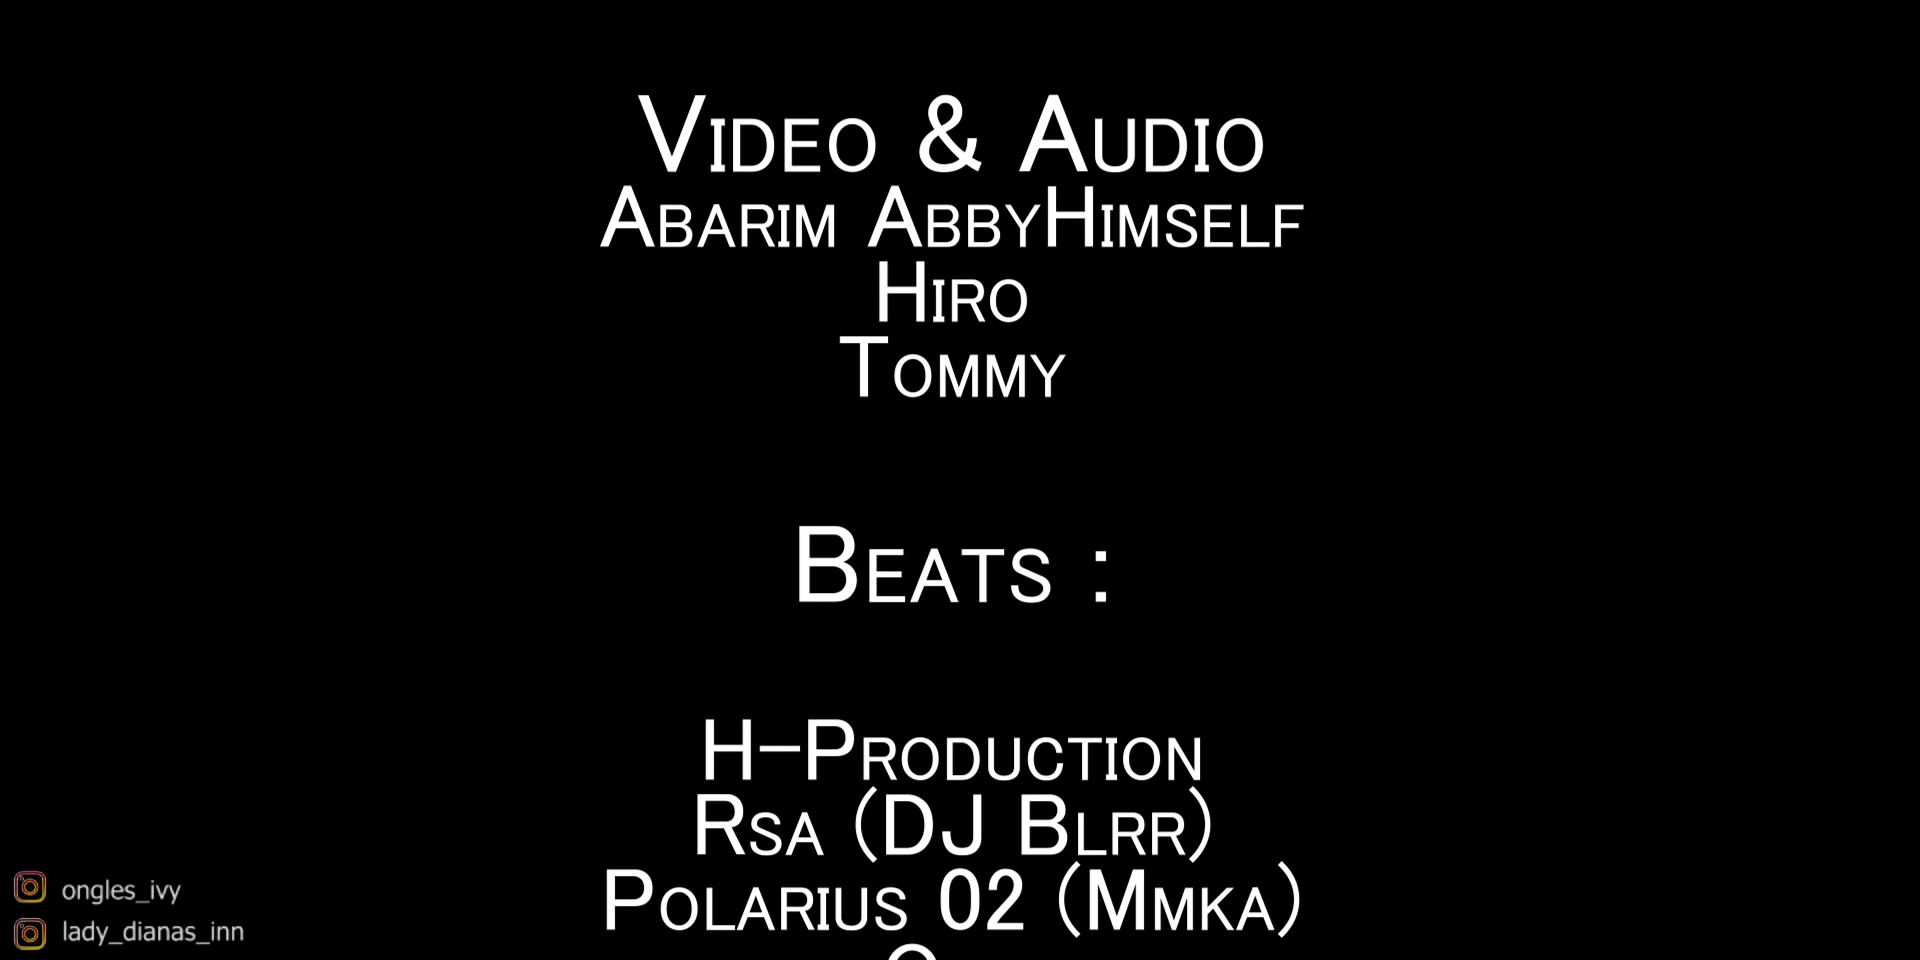 Video & Audio
Abarim AbbyHimself
Hiro
Tommy
Beats :
H-Production
Rsa (DJ Blrr)
Polarius 02 (Mmka)
ongles_ivy
lady_dianas_inn